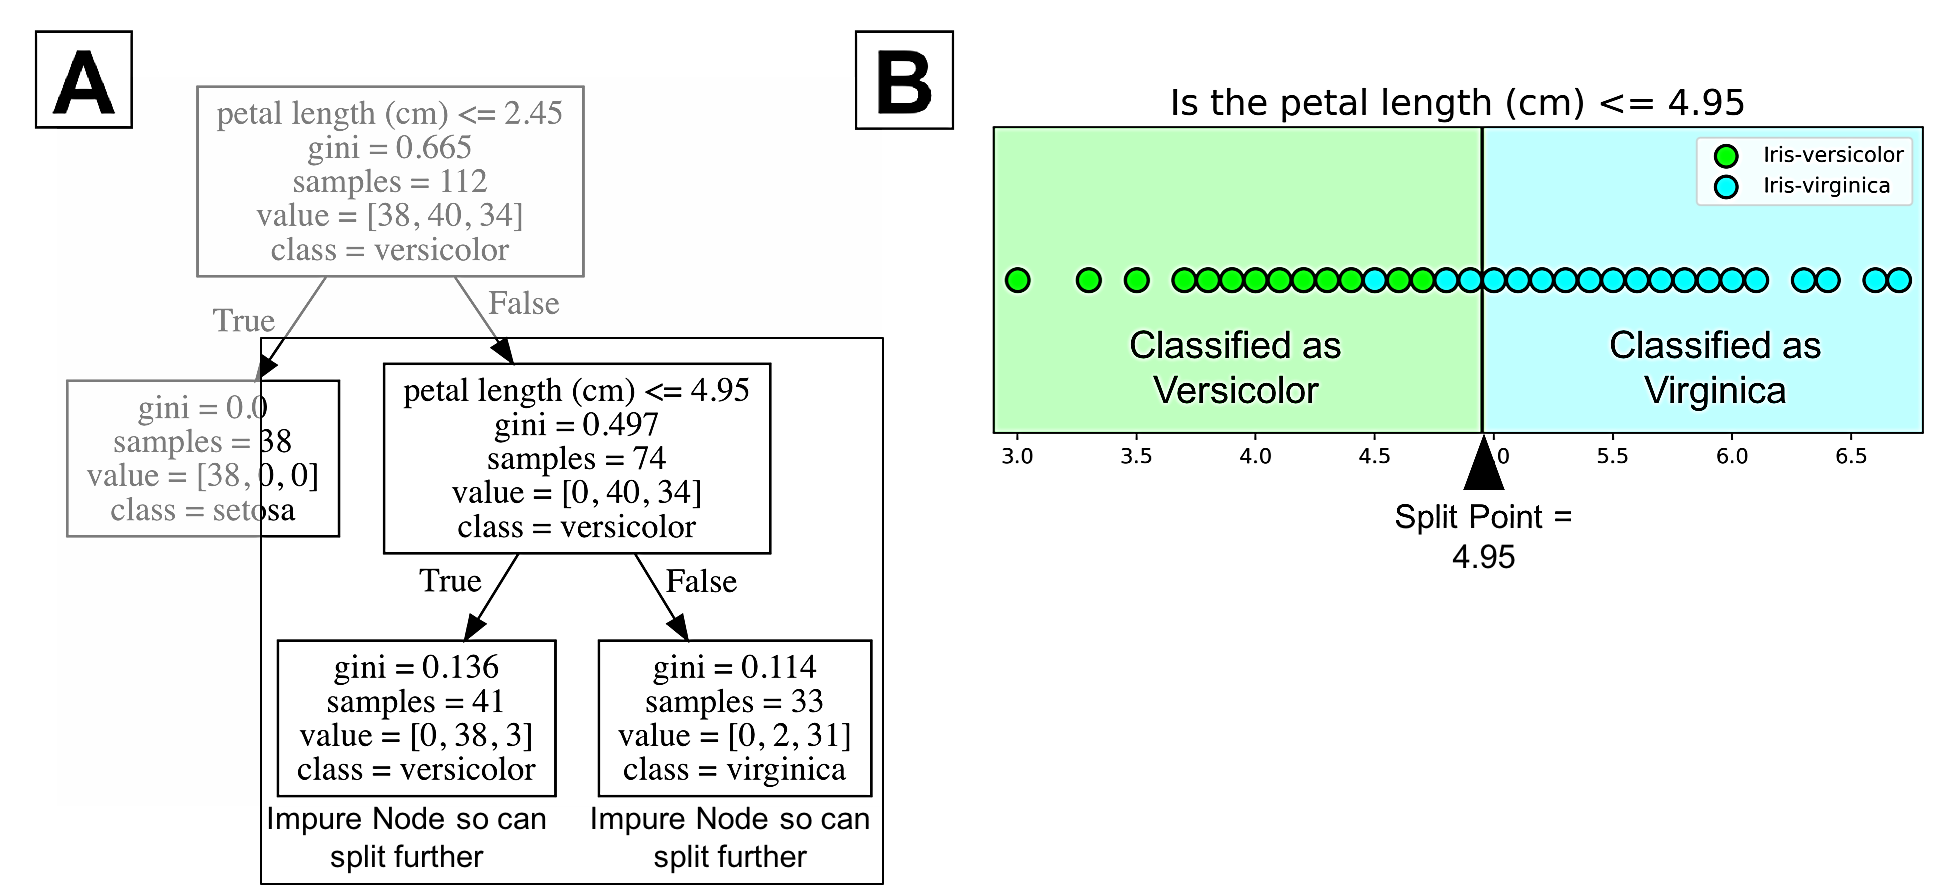 A
petal length (cm) <= 2.45
gini = 0.665
samples = 112
value = [38, 40, 34]
class = versicolor
True
False
gini = 0.0
samples = 38
value = [38, 0, 0]
class = setosa
petal length (cm) <= 4.95
gini = 0.497
samples = 74
value = [0, 40, 34]
class = versicolor
True
False
gini = 0.136
samples = 41
value = [0, 38, 3]
class = versicolor
Impure Node so can
split further
gini = 0.114
samples = 33
value = [0, 2, 31]
class = virginica
Impure Node so can
split further
B
Is the petal length (cm) <= 4.95
Iris-versicolor
Iris-virginica
Classified as
Versicolor
Classified as
Virginica
3.0 3.5 4.0 4.5 0 5.5 6.0 6.5
Split Point =
4.95